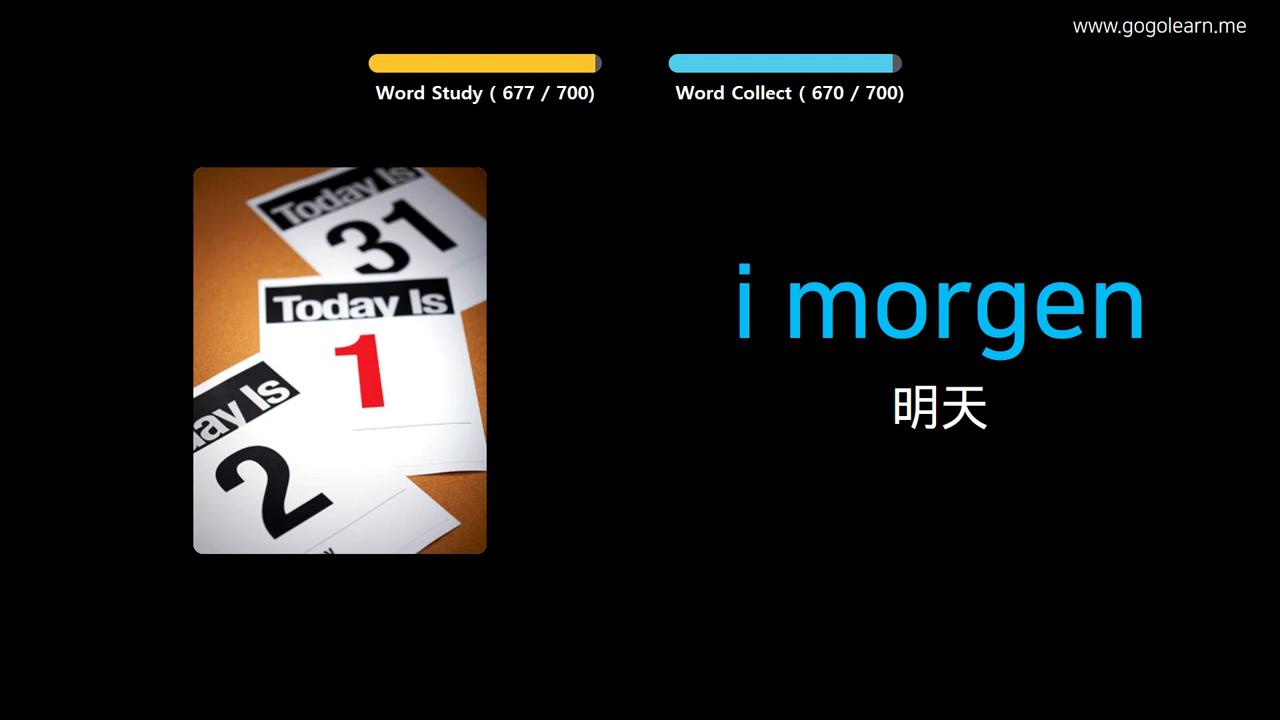 www.gogolearn.me
Word Study ( 677 / 700)
Word Collect ( 670 / 700)
Today Is
31
Today Is
1
day Is
2
i morgen
明天